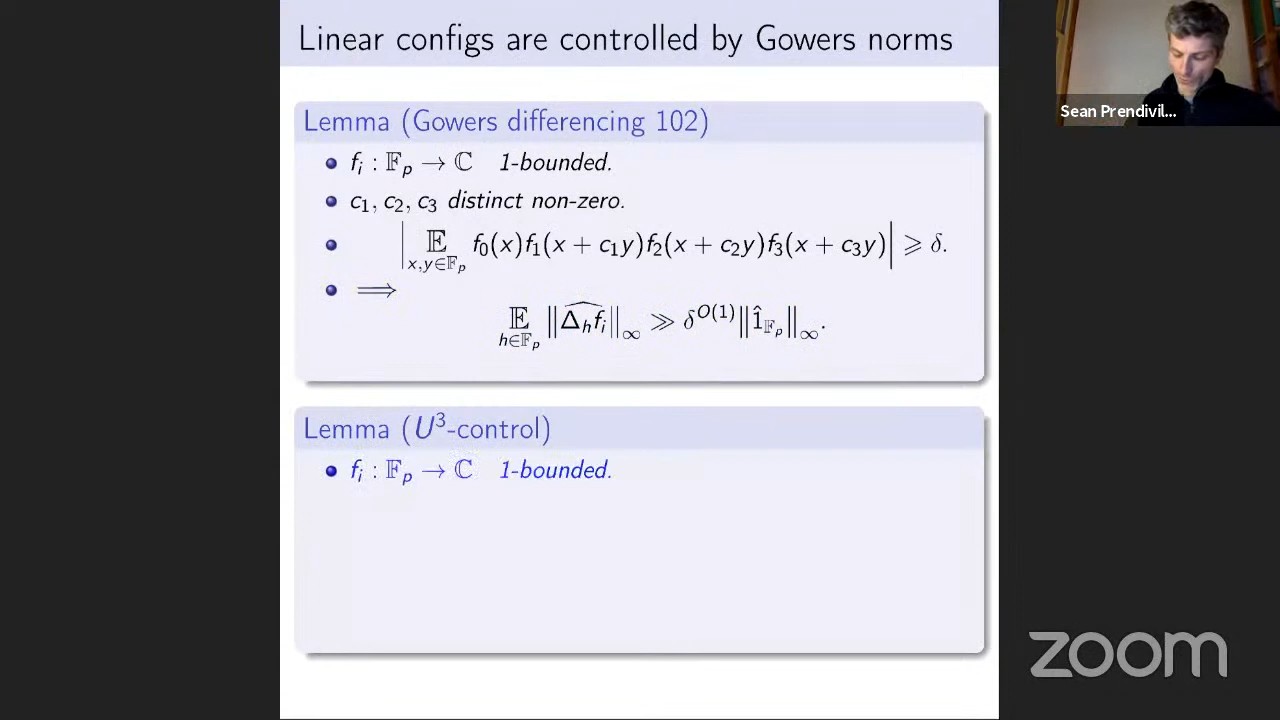 Linear configs are controlled by Gowers norms
Sean Prendivil...
Lemma (Gowers differencing 102)
f_i : 𝔽_p → ℂ 1-bounded.
c_1, c_2, c_3 distinct non-zero.
|𝔼_{x,y∈𝔽_p} f_0(x)f_1(x + c_1y)f_2(x + c_2y)f_3(x + c_3y)| ⩾ δ.
⟹
𝔼_{h∈𝔽_p} ‖\widehat{Δ_h f_i}‖_∞ ≫ δ^{O(1)}‖\hat{1}_{𝔽_p}‖_∞.
Lemma (U^3-control)
f_i : 𝔽_p → ℂ 1-bounded.
zoom